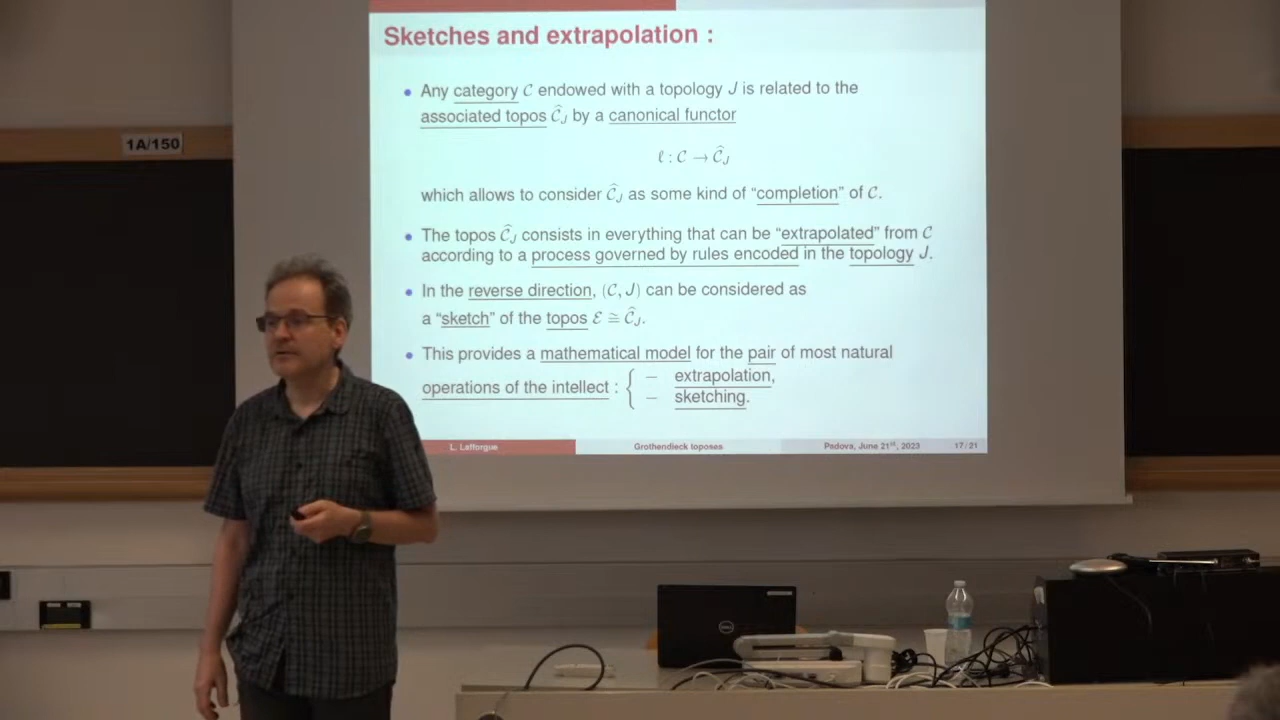 Sketches and extrapolation :
1A/150
• Any category 𝒞 endowed with a topology J is related to the
associated topos 𝒞̂_J by a canonical functor
ℓ : 𝒞 → 𝒞̂_J
which allows to consider 𝒞̂_J as some kind of “completion” of 𝒞.
• The topos 𝒞̂_J consists in everything that can be “extrapolated” from 𝒞
according to a process governed by rules encoded in the topology J.
• In the reverse direction, (𝒞, J) can be considered as
a “sketch” of the topos ℰ ≅ 𝒞̂_J.
• This provides a mathematical model for the pair of most natural
operations of the intellect : { — extrapolation,
— sketching.
L. Lafforgue Grothendieck toposes Padova, June 21st, 2023 17 / 21
DELL